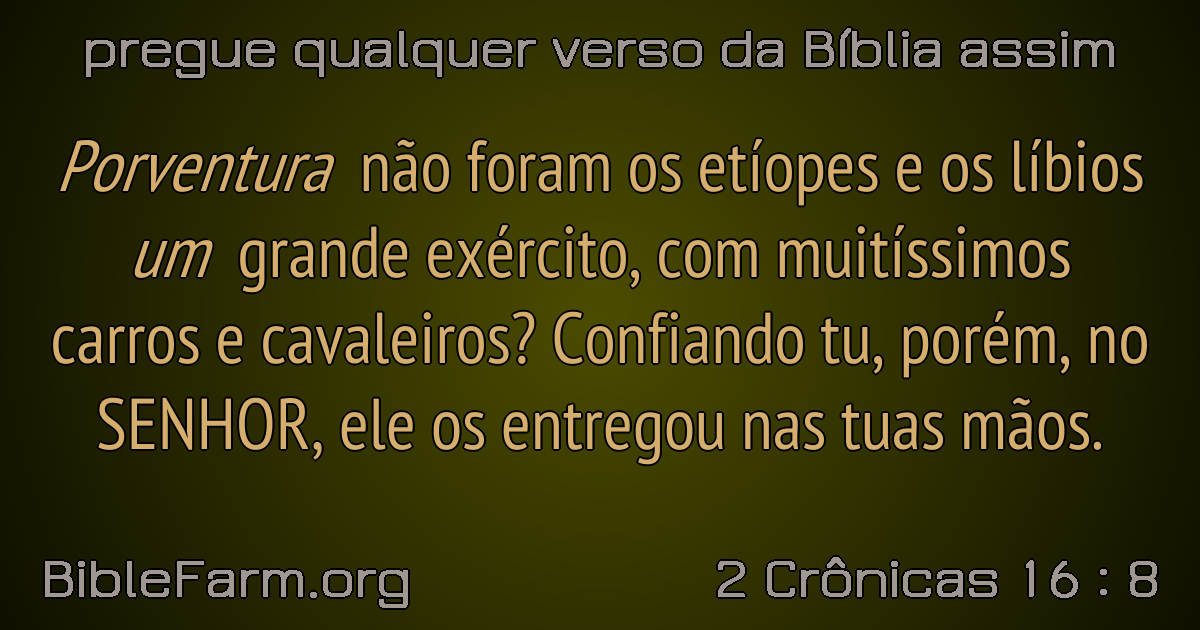 pregue qualquer verso da Bíblia assim
Porventura não foram os etíopes e os líbios
um grande exército, com muitíssimos
carros e cavaleiros? Confiando tu, porém, no
SENHOR, ele os entregou nas tuas mãos.
BibleFarm.org
2 Crônicas 16 : 8